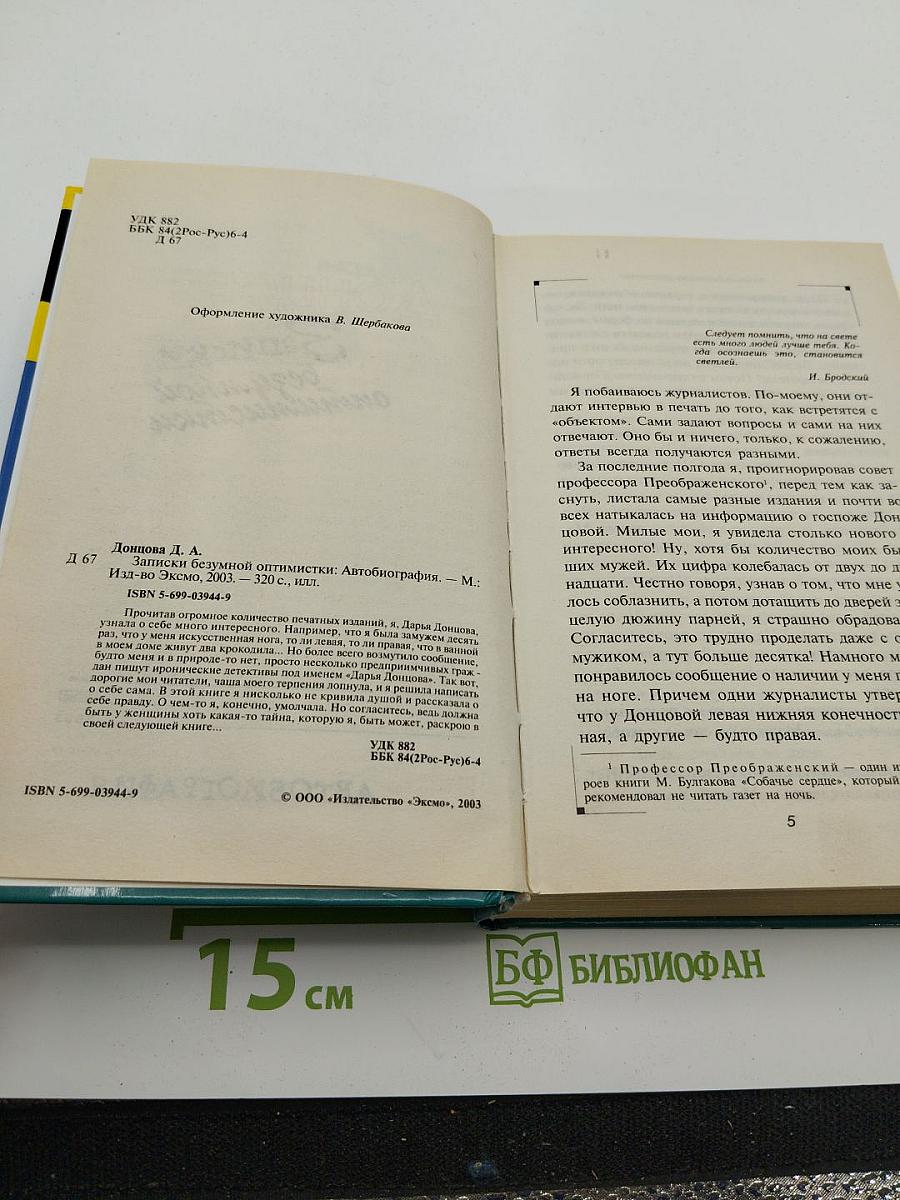 УДК 882
ББК 84(2Рос-Рус)6-4
Д 67
Оформление художника В. Щербакова
Донцова Д. А.
Д 67 Записки безумной оптимистки: Автобиография. — М.:
Изд-во Эксмо, 2003. — 320 с., илл.
ISBN 5-699-03944-9
Прочитав огромное количество печатных изданий, я, Дарья Донцова,
узнала о себе много интересного. Например, что я была замужем десять
раз, что у меня искусственная нога, то ли левая, то ли правая, что в ванной
в моем доме живут два крокодила... Но более всего возмутило сообщение,
будто меня и в природе-то нет, просто несколько предприимчивых граж-
дан пишут иронические детективы под именем «Дарья Донцова». Так вот,
дорогие мои читатели, чаша моего терпения лопнула, и я решила написать
о себе сама. В этой книге я нисколько не кривила душой и рассказала о
себе правду. О чем-то я, конечно, умолчала. Но согласитесь, ведь должна
быть у женщины хоть какая-то тайна, которую я, быть может, раскрою в
своей следующей книге...
УДК 882
ББК 84(2Рос-Рус)6-4
ISBN 5-699-03944-9
© ООО «Издательство «Эксмо», 2003
Следует помнить, что на свете
есть много людей лучше тебя. Ко-
гда осознаешь это, становится
светлей.
И. Бродский
Я побаиваюсь журналистов. По-моему, они от-
дают интервью в печать до того, как встретятся с
«объектом». Сами задают вопросы и сами на них
отвечают. Оно бы и ничего, только, к сожалению,
ответы всегда получаются разными.
За последние полгода я, проигнорировав совет
профессора Преображенского¹, перед тем как за-
снуть, листала самые разные издания и почти во
всех натыкалась на информацию о госпоже Дон
цовой. Милые мои, я увидела столько нового
интересного! Ну, хотя бы количество моих бы
ших мужей. Их цифра колебалась от двух до д
надцати. Честно говоря, узнав о том, что мне у
лось соблазнить, а потом дотащить до дверей з
целую дюжину парней, я страшно обрадова
Согласитесь, это трудно проделать даже с о
мужиком, а тут больше десятка! Намного м
понравилось сообщение о наличии у меня п
на ноге. Причем одни журналисты утвер
что у Донцовой левая нижняя конечност
ная, а другие — будто правая.
¹ Профессор Преображенский — один из
роев книги М. Булгакова «Собачье сердце», который
рекомендовал не читать газет на ночь.
5
15 см
БФ БИБЛИОФАН